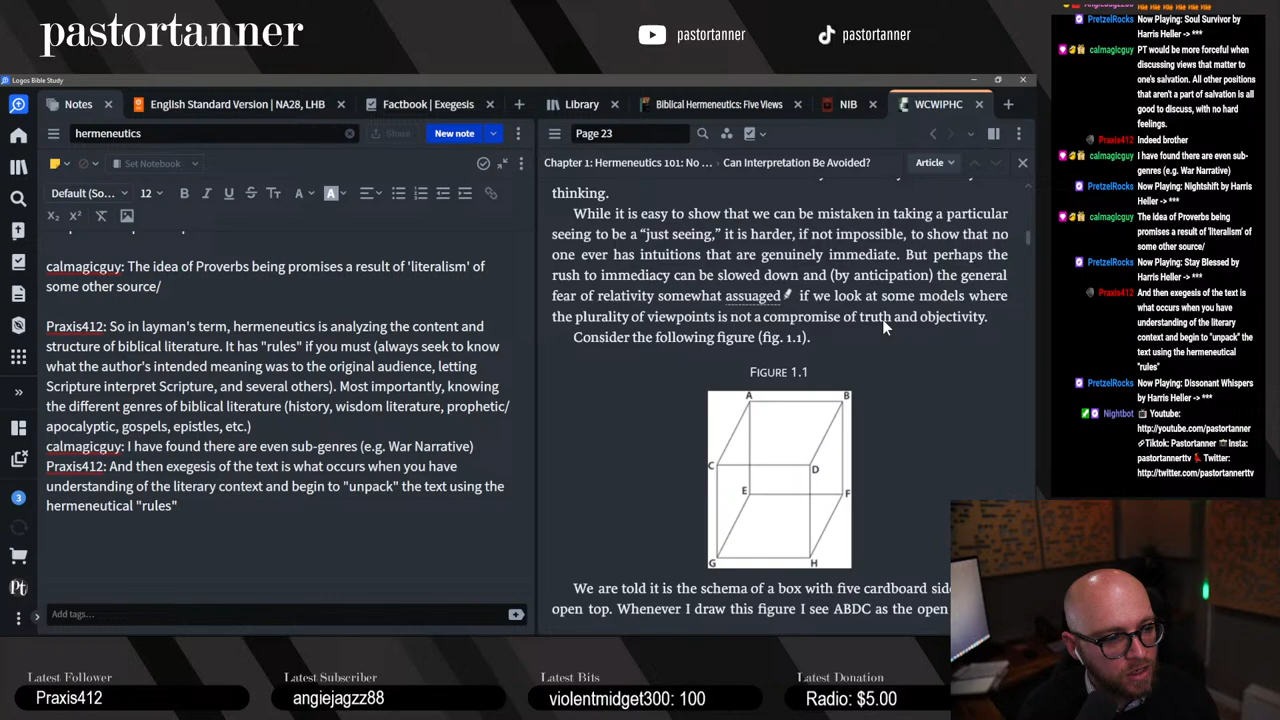 pastortanner
pastortanner
pastortanner
Logos Bible Study
Notes
English Standard Version | NA28, LHB
Factbook | Exegesis
Library
Biblical Hermeneutics: Five Views
NIB
WCWIPHC
hermeneutics
Share
New note
Page 23
Set Notebook
Chapter 1: Hermeneutics 101: No ... > Can Interpretation Be Avoided?
Article
Default (So...
12
calmagicguy: The idea of Proverbs being promises a result of 'literalism' of
some other source/
Praxis412: So in layman's term, hermeneutics is analyzing the content and
structure of biblical literature. It has "rules" if you must (always seek to know
what the author's intended meaning was to the original audience, letting
Scripture interpret Scripture, and several others). Most importantly, knowing
the different genres of biblical literature (history, wisdom literature, prophetic/
apocalyptic, gospels, epistles, etc.)
calmagicguy: I have found there are even sub-genres (e.g. War Narrative)
Praxis412: And then exegesis of the text is what occurs when you have
understanding of the literary context and begin to "unpack" the text using the
hermeneutical "rules"
Add tags...
3
Pt
thinking.
While it is easy to show that we can be mistaken in taking a particular
seeing to be a “just seeing,” it is harder, if not impossible, to show that no
one ever has intuitions that are genuinely immediate. But perhaps the
rush to immediacy can be slowed down and (by anticipation) the general
fear of relativity somewhat assuaged if we look at some models where
the plurality of viewpoints is not a compromise of truth and objectivity.
Consider the following figure (fig. 1.1).
Figure 1.1
A B
C D
E F
G H
We are told it is the schema of a box with five cardboard sid
open top. Whenever I draw this figure I see ABDC as the open
PretzelRocks Now Playing: Soul Survivor by
Harris Heller -> ***
calmagicguy PT would be more forceful when
discussing views that matter to
one's salvation. All other positions
that aren't a part of salvation is all
good to discuss, with no hard
feelings.
Praxis412 Indeed brother
calmagicguy I have found there are even sub-
genres (e.g. War Narrative)
PretzelRocks Now Playing: Nightshift by Harris
Heller -> ***
calmagicguy The idea of Proverbs being
promises a result of 'literalism' of
some other source/
PretzelRocks Now Playing: Stay Blessed by
Harris Heller -> ***
Praxis412 And then exegesis of the text is
what occurs when you have
understanding of the literary
context and begin to "unpack"
the text using the hermeneutical
"rules"
PretzelRocks Now Playing: Dissonant Whispers
by Harris Heller -> ***
Nightbot Youtube:
http://youtube.com/pastortanner
Tiktok: Pastortanner Insta:
pastortannerttv Twitter:
http://twitter.com/pastortannerttv
Latest Follower
Praxis412
Latest Subscriber
angiejagzz88
Latest Bits
violentmidget300: 100
Latest Donation
Radio: $5.00